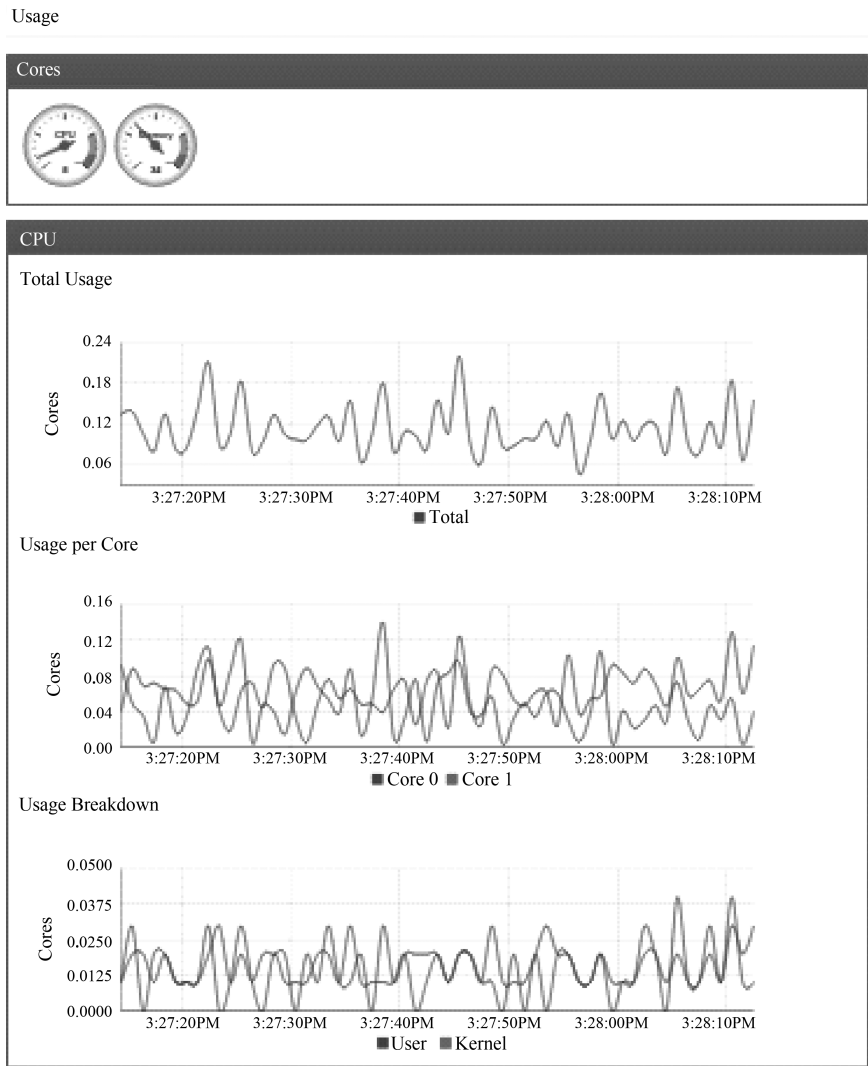 Usage
Cores
CPU
CPU
Total Usage
0.24
0.18
0.12
0.06
Cores
3:27:20PM 3:27:30PM 3:27:40PM 3:27:50PM 3:28:00PM 3:28:10PM
Total
Usage per Core
0.16
0.12
0.08
0.04
0.00
Cores
3:27:20PM 3:27:30PM 3:27:40PM 3:27:50PM 3:28:00PM 3:28:10PM
Core 0 Core 1
Usage Breakdown
0.0500
0.0375
0.0250
0.0125
0.0000
Cores
3:27:20PM 3:27:30PM 3:27:40PM 3:27:50PM 3:28:00PM 3:28:10PM
User Kernel